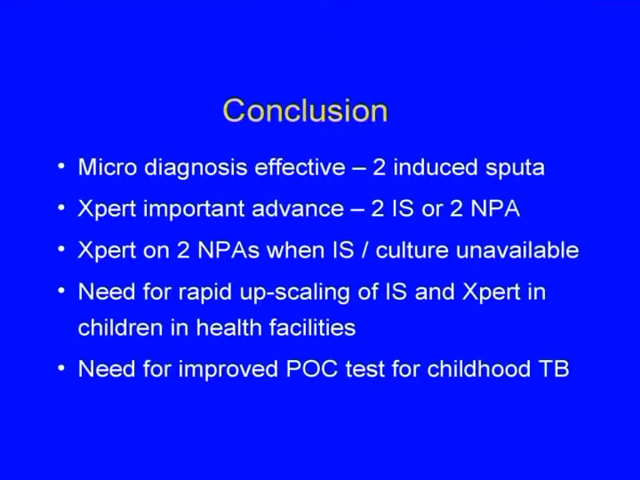 Conclusion
• Micro diagnosis effective – 2 induced sputa
• Xpert important advance – 2 IS or 2 NPA
• Xpert on 2 NPAs when IS / culture unavailable
• Need for rapid up-scaling of IS and Xpert in
children in health facilities
• Need for improved POC test for childhood TB